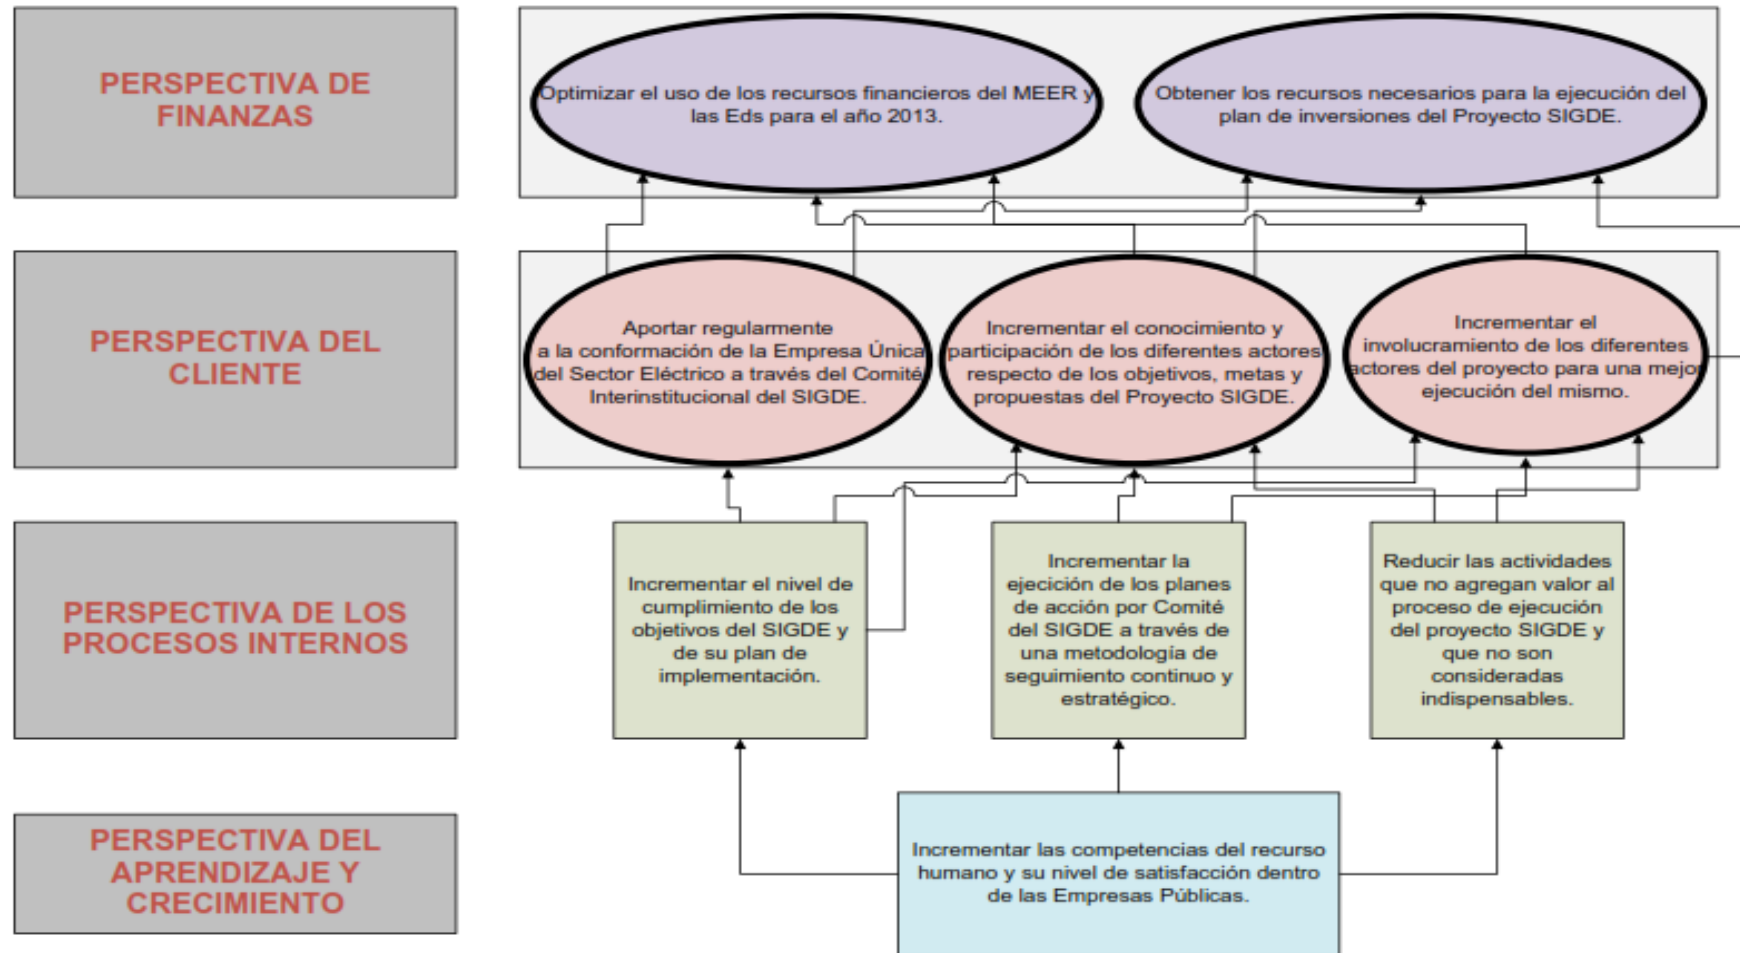 PERSPECTIVA DE
FINANZAS
Optimizar el uso de los recursos financieros del MEER y
las Eds para el año 2013.
Obtener los recursos necesarios para la ejecución del
plan de inversiones del Proyecto SIGDE.
PERSPECTIVA DEL
CLIENTE
Aportar regularmente
a la conformación de la Empresa Única
del Sector Eléctrico a través del Comité
Interinstitucional del SIGDE.
Incrementar el conocimiento y
participación de los diferentes actores
respecto de los objetivos, metas y
propuestas del Proyecto SIGDE.
Incrementar el
involucramiento de los diferentes
actores del proyecto para una mejor
ejecución del mismo.
PERSPECTIVA DE LOS
PROCESOS INTERNOS
Incrementar el nivel de
cumplimiento de los
objetivos del SIGDE y
de su plan de
implementación.
Incrementar la
ejecición de los planes
de acción por Comité
del SIGDE a través de
una metodología de
seguimiento continuo y
estratégico.
Reducir las actividades
que no agregan valor al
proceso de ejecución
del proyecto SIGDE y
que no son
consideradas
indispensables.
PERSPECTIVA DEL
APRENDIZAJE Y
CRECIMIENTO
Incrementar las competencias del recurso
humano y su nivel de satisfacción dentro
de las Empresas Públicas.